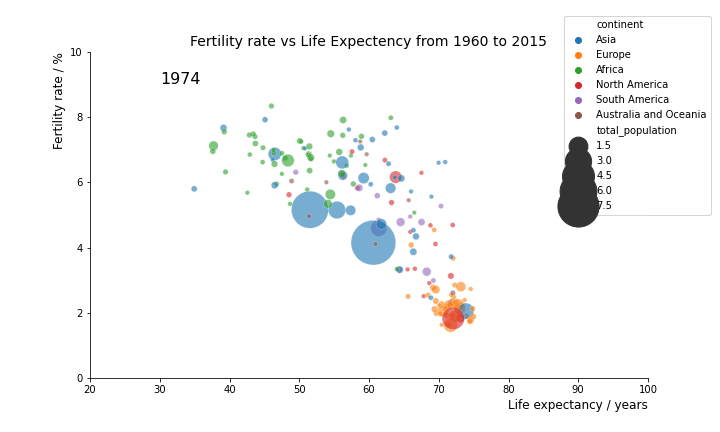 Fertility rate vs Life Expectency from 1960 to 2015
continent
Asia
Europe
Africa
North America
South America
Australia and Oceania
total_population
1.5
3.0
4.5
6.0
7.5
1974
Fertility rate / %
10
8
6
4
2
0
20 30 40 50 60 70 80 90 100
Life expectancy / years